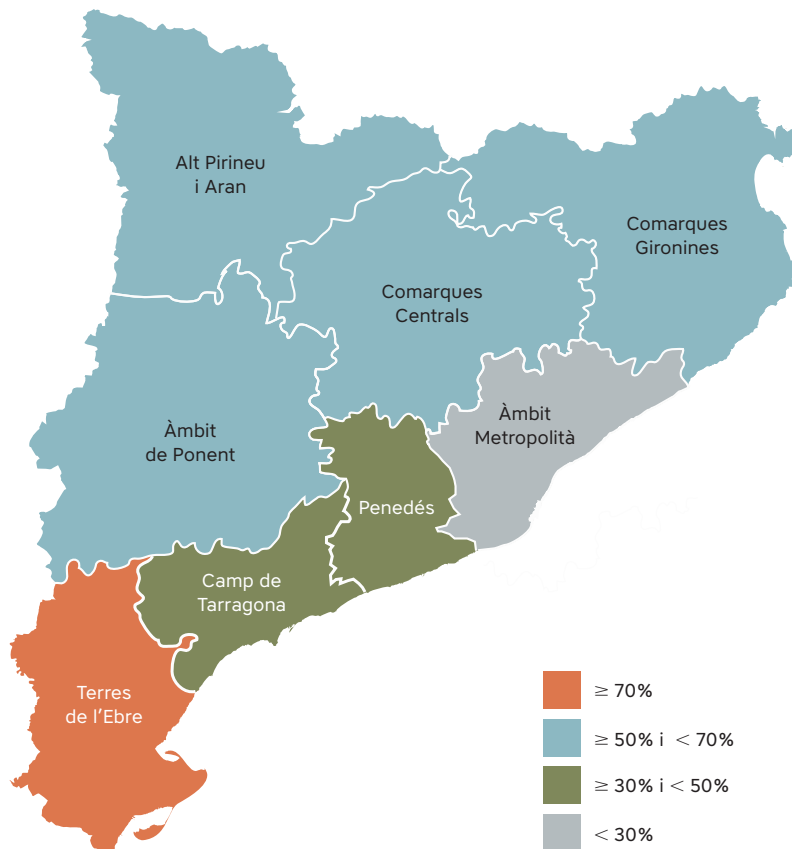 Alt Pirineu
i Aran
Comarques
Gironines
Comarques
Centrals
Àmbit
Metropolità
Àmbit
de Ponent
Penedés
Camp de
Tarragona
Terres
de l'Ebre
≥ 70%
≥ 50% i < 70%
≥ 30% i < 50%
< 30%